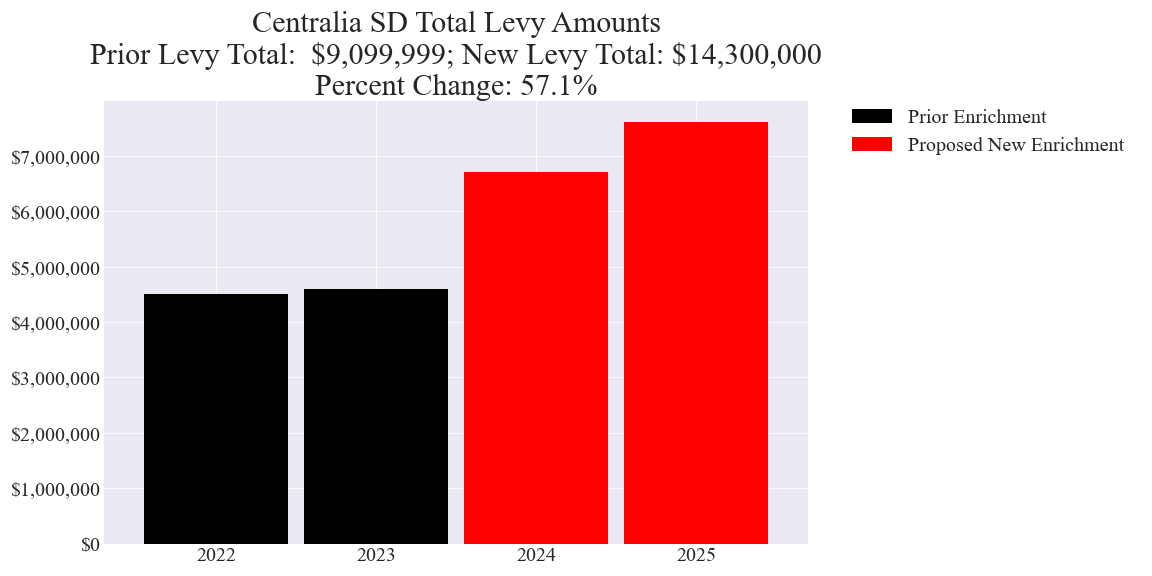 Centralia SD Total Levy Amounts
Prior Levy Total:  $9,099,999; New Levy Total: $14,300,000
Percent Change: 57.1%
Prior Enrichment
Proposed New Enrichment
$7,000,000
$6,000,000
$5,000,000
$4,000,000
$3,000,000
$2,000,000
$1,000,000
$0
2022
2023
2024
2025